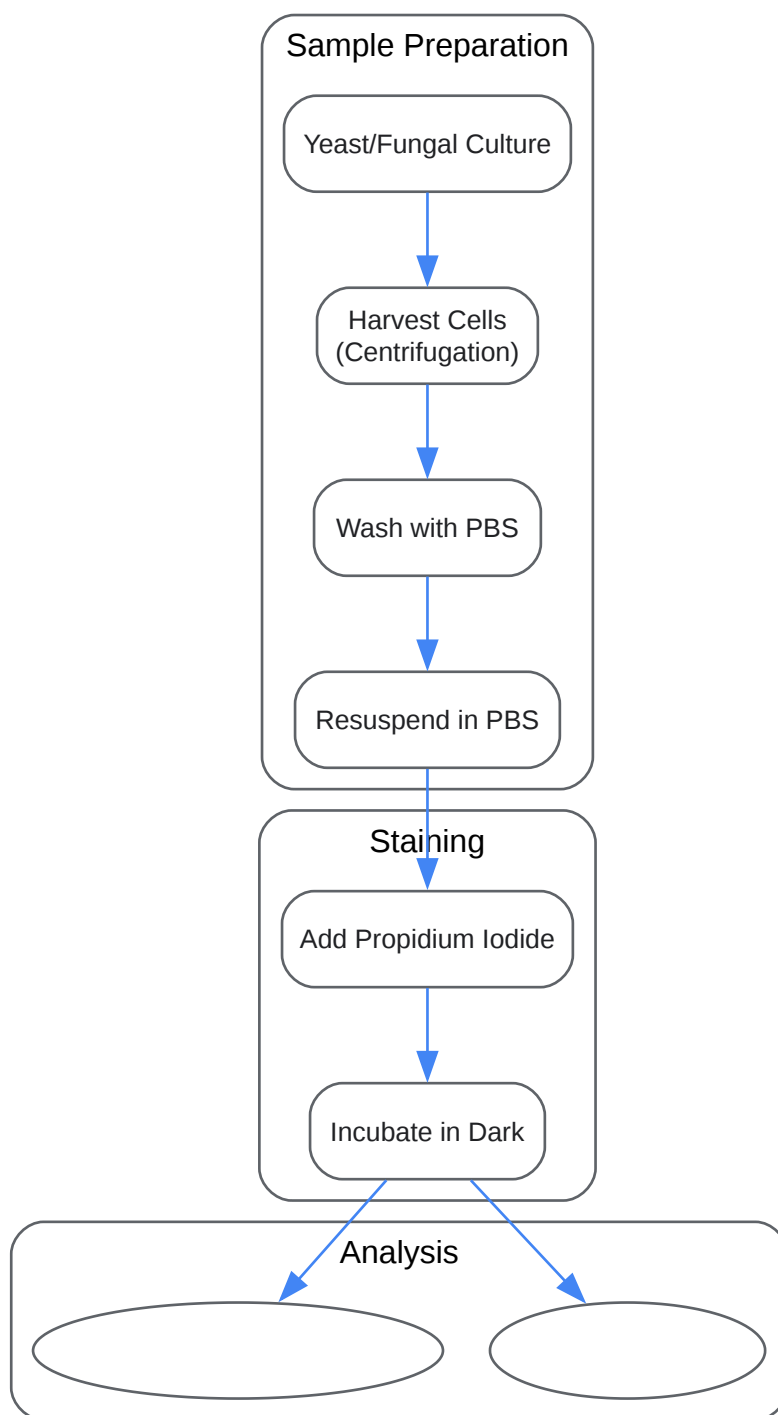 Sample Preparation
Yeast/Fungal Culture
Harvest Cells
(Centrifugation)
Wash with PBS
Resuspend in PBS
Staining
Add Propidium Iodide
Incubate in Dark
Analysis